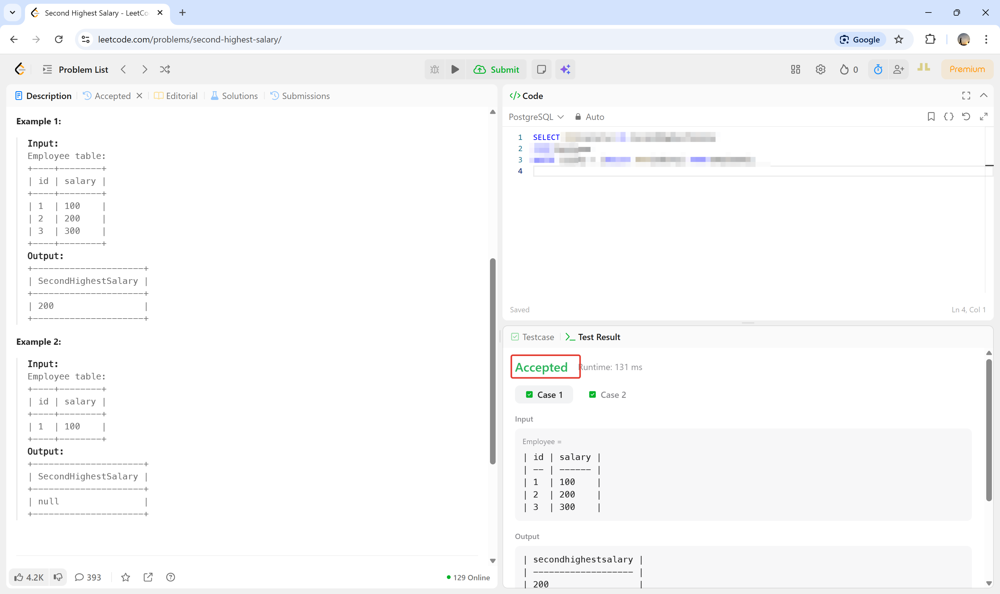 Second Highest Salary - LeetCo
leetcode.com/problems/second-highest-salary/
Google
Problem List
Submit
0
Premium
Description
Accepted
Editorial
Solutions
Submissions
Example 1:
Input:
Employee table:
+----+--------+
| id | salary |
+----+--------+
| 1  | 100    |
| 2  | 200    |
| 3  | 300    |
+----+--------+
Output:
+---------------------+
| SecondHighestSalary |
+---------------------+
| 200                 |
+---------------------+
Example 2:
Input:
Employee table:
+----+--------+
| id | salary |
+----+--------+
| 1  | 100    |
+----+--------+
Output:
+---------------------+
| SecondHighestSalary |
+---------------------+
| null                |
+---------------------+
4.2K
393
129 Online
</> Code
PostgreSQL
Auto
1 SELECT
2
3
4
Saved
Ln 4, Col 1
Testcase
Test Result
Accepted
Runtime: 131 ms
Case 1
Case 2
Input
Employee =
| id | salary |
| -- | ------ |
| 1  | 100    |
| 2  | 200    |
| 3  | 300    |
Output
| secondhighestsalary |
| ------------------- |
| 200                 |